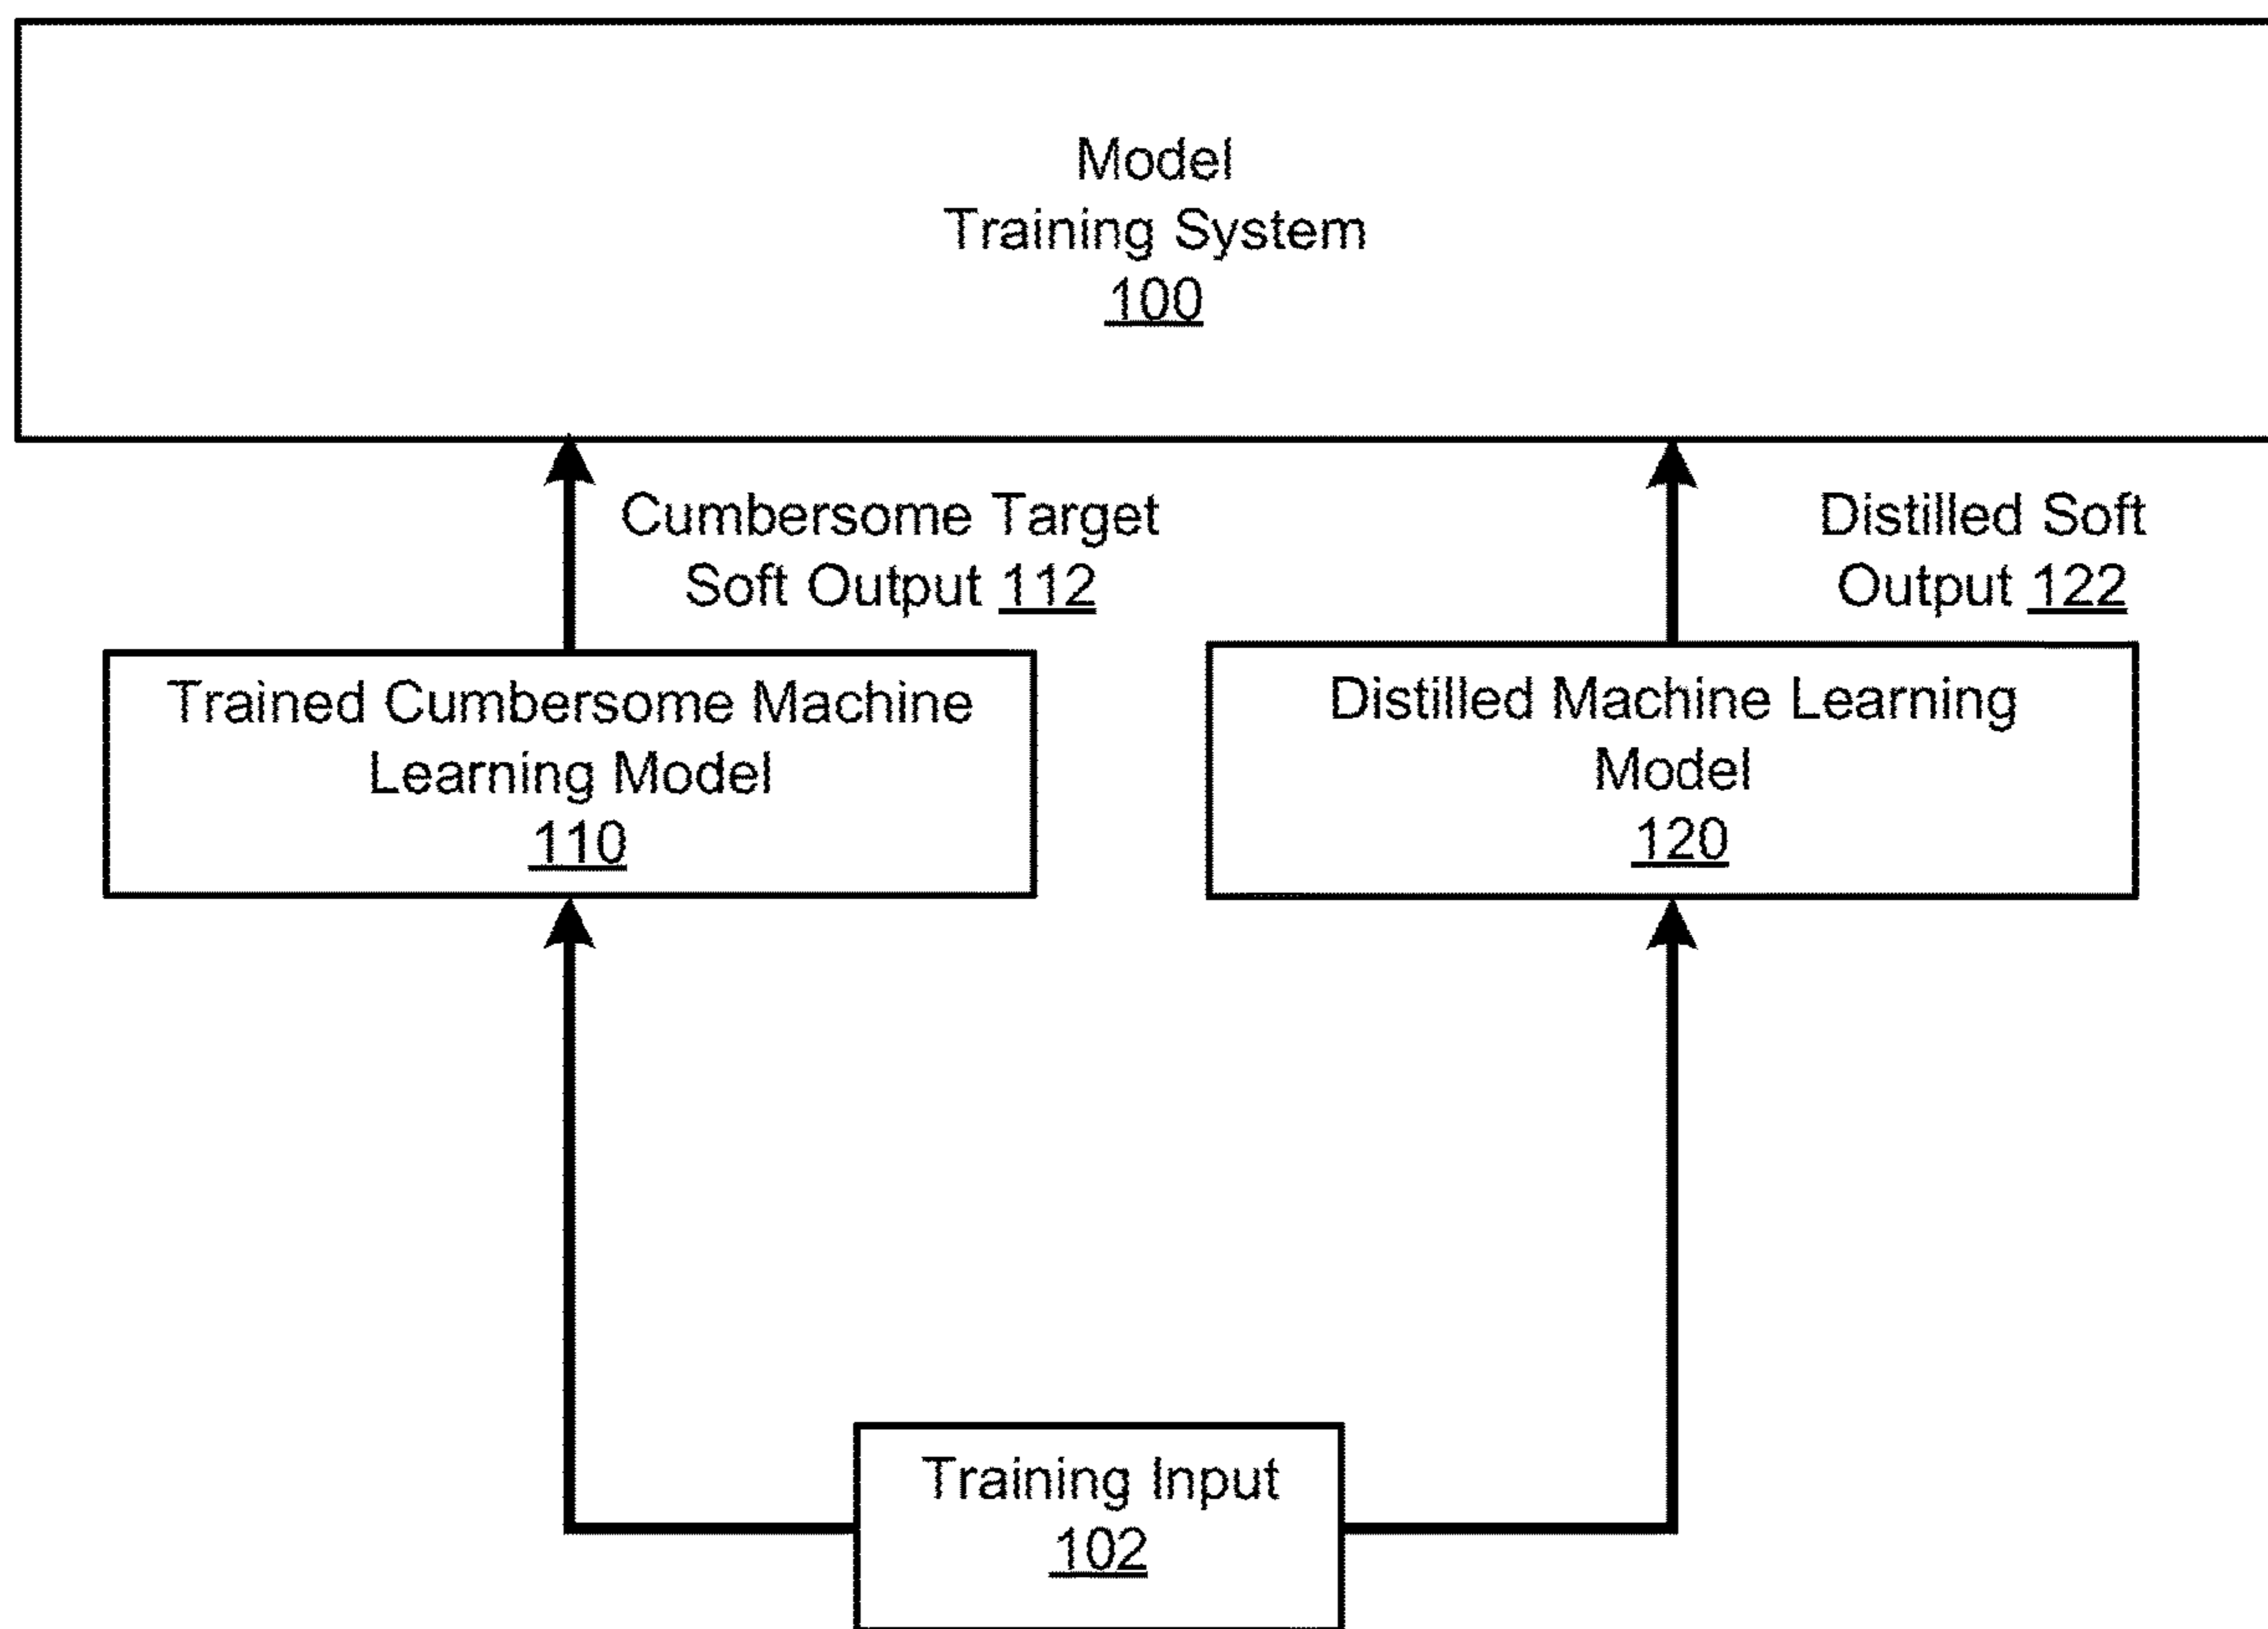 Model
Training System
100
Cumbersome Target
Soft Output 112
Distilled Soft
Output 122
Trained Cumbersome Machine
Learning Model
110
Distilled Machine Learning
Model
120
Training Input
102